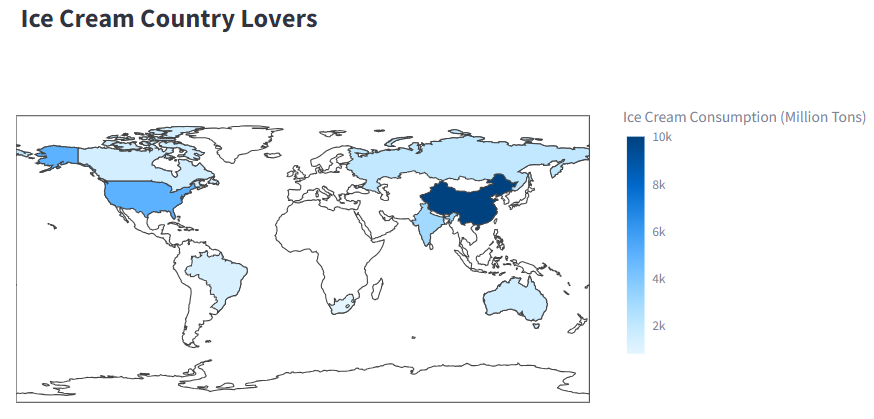 Ice Cream Country Lovers
Ice Cream Consumption (Million Tons)
10k
8k
6k
4k
2k